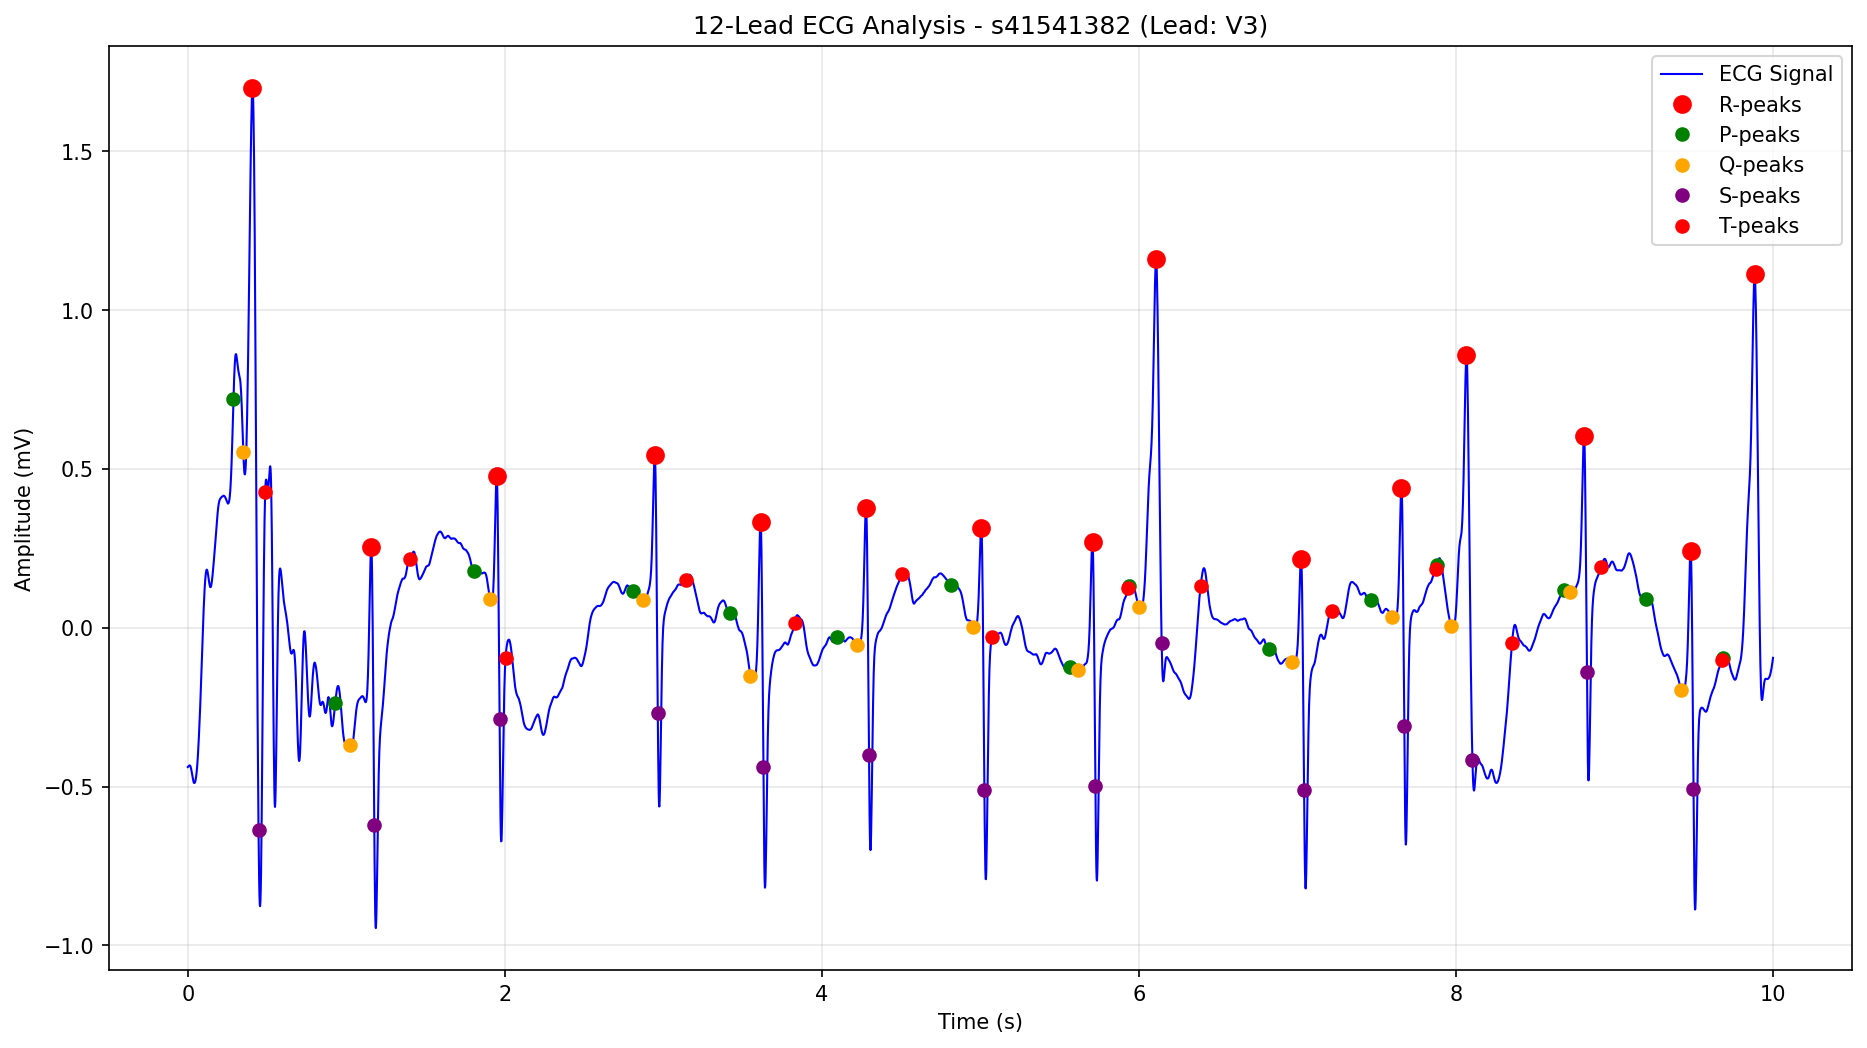 12-Lead ECG Analysis - s41541382 (Lead: V3)
ECG Signal
R-peaks
P-peaks
Q-peaks
S-peaks
T-peaks
Amplitude (mV)
1.5
1.0
0.5
0.0
−0.5
−1.0
0 2 4 6 8 10
Time (s)